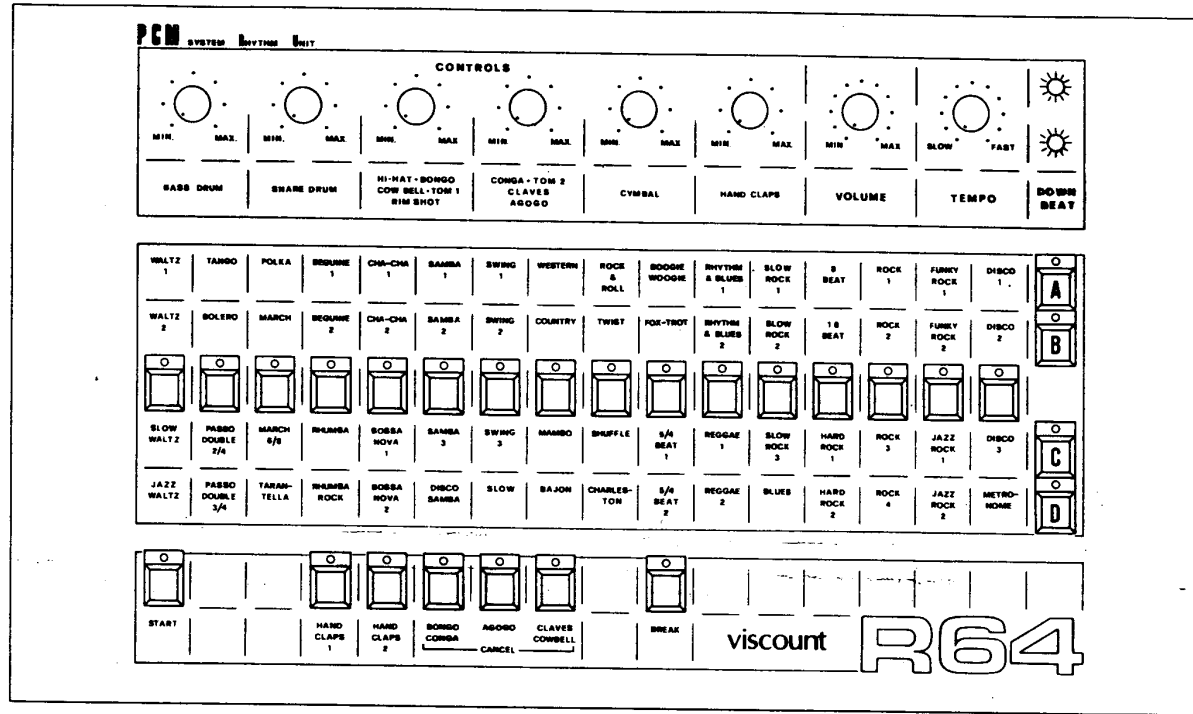 PCM SYSTEM RHYTHM UNIT
CONTROLS
MIN. MAX. MIN. MAX MIN. MAX MIN MAX MIN. MAX MIN. MAX MIN MAX SLOW FAST
BASS DRUM
SNARE DRUM
HI-HAT - BONGO
COW BELL - TOM 1
RIM SHOT
CONGA - TOM 2
CLAVES
AGOGO
CYMBAL
HAND CLAPS
VOLUME
TEMPO
DOWN
BEAT
WALTZ
1
TANGO
POLKA
BEGUINE
1
CHA-CHA
1
SAMBA
1
SWING
1
WESTERN
ROCK
&
ROLL
BOOGIE
WOOGIE
RHYTHM
& BLUES
1
SLOW
ROCK
1
8
BEAT
ROCK
1
FUNKY
ROCK
1
DISCO
1
A
WALTZ
2
BOLERO
MARCH
BEGUINE
2
CHA-CHA
2
SAMBA
2
SWING
2
COUNTRY
TWIST
FOX-TROT
RHYTHM
& BLUES
2
SLOW
ROCK
2
16
BEAT
ROCK
2
FUNKY
ROCK
2
DISCO
2
B
SLOW
WALTZ
PASSO
DOUBLE
2/4
MARCH
6/8
RHUMBA
BOSSA
NOVA
1
SAMBA
3
SWING
3
MAMBO
SHUFFLE
5/4
BEAT
1
REGGAE
1
SLOW
ROCK
3
HARD
ROCK
1
ROCK
3
JAZZ
ROCK
1
DISCO
3
C
JAZZ
WALTZ
PASSO
DOUBLE
3/4
TARAN-
TELLA
RHUMBA
ROCK
BOSSA
NOVA
2
DISCO
SAMBA
SLOW
BAJON
CHARLES-
TON
5/4
BEAT
2
REGGAE
2
BLUES
HARD
ROCK
2
ROCK
4
JAZZ
ROCK
2
METRO-
NOME
D
START
HAND
CLAPS
1
HAND
CLAPS
2
BONGO
CONGA
AGOGO
CLAVES
COWBELL
CANCEL
BREAK
viscount
R64